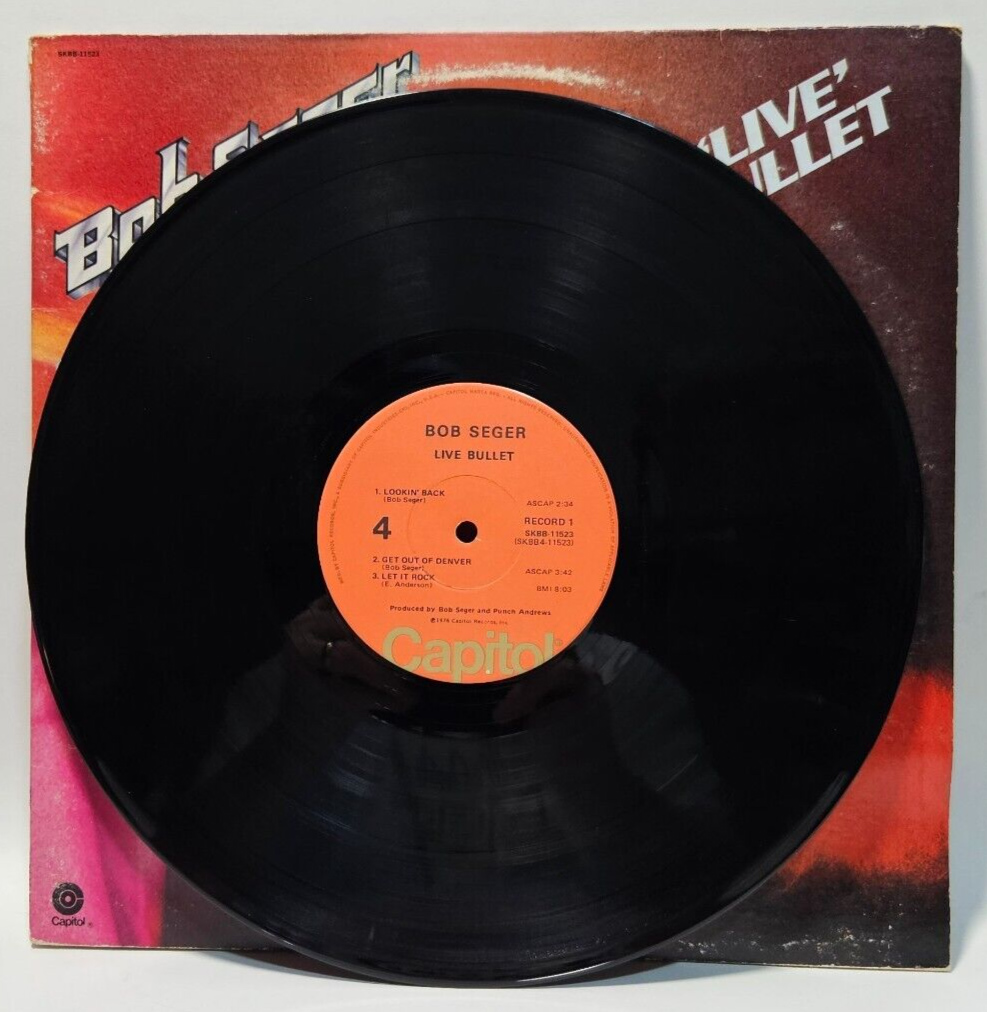 SKBB-11523
Bob Seger
'LIVE'
ULLET
BOB SEGER
LIVE BULLET
1. LOOKIN' BACK
(Bob Seger)
ASCAP 2:34
4
RECORD 1
SKBB-11523
(SKBB4-11523)
2. GET OUT OF DENVER
(Bob Seger)
ASCAP 3:42
3. LET IT ROCK
(E. Anderson)
BMI 8:03
Produced by Bob Seger and Punch Andrews
℗1976 Capitol Records, Inc.
Capitol
Capitol